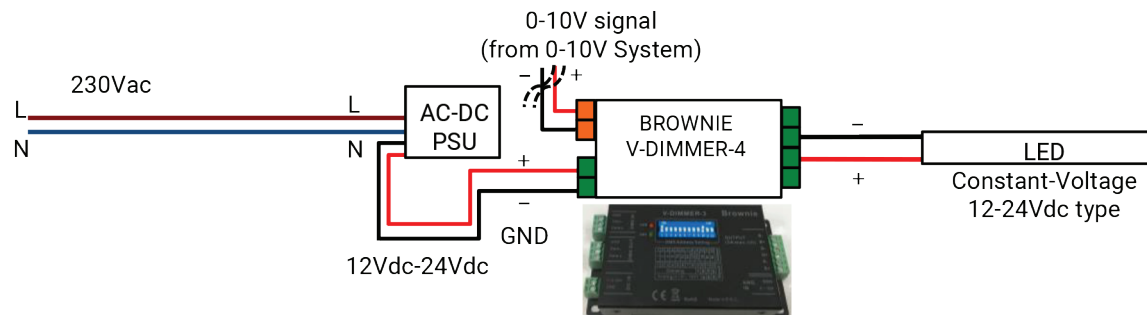 0-10V signal
(from 0-10V System)
– +
230Vac
L
L
N
N
AC-DC
PSU
BROWNIE
V-DIMMER-4
+
–
GND
12Vdc-24Vdc
–
+
LED
Constant-Voltage
12-24Vdc type
V-DIMMER-3 Brownie
CE